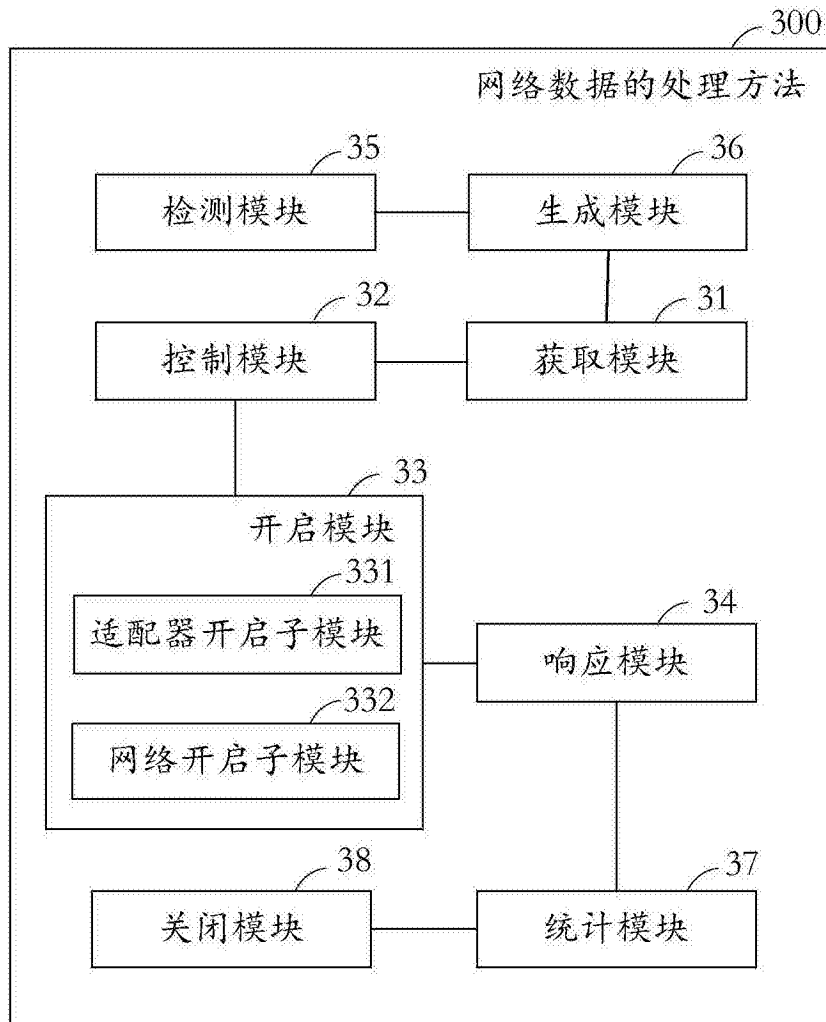 300
网络数据的处理方法
35
检测模块
36
生成模块
32
控制模块
31
获取模块
33
开启模块
331
适配器开启子模块
332
网络开启子模块
34
响应模块
38
关闭模块
37
统计模块